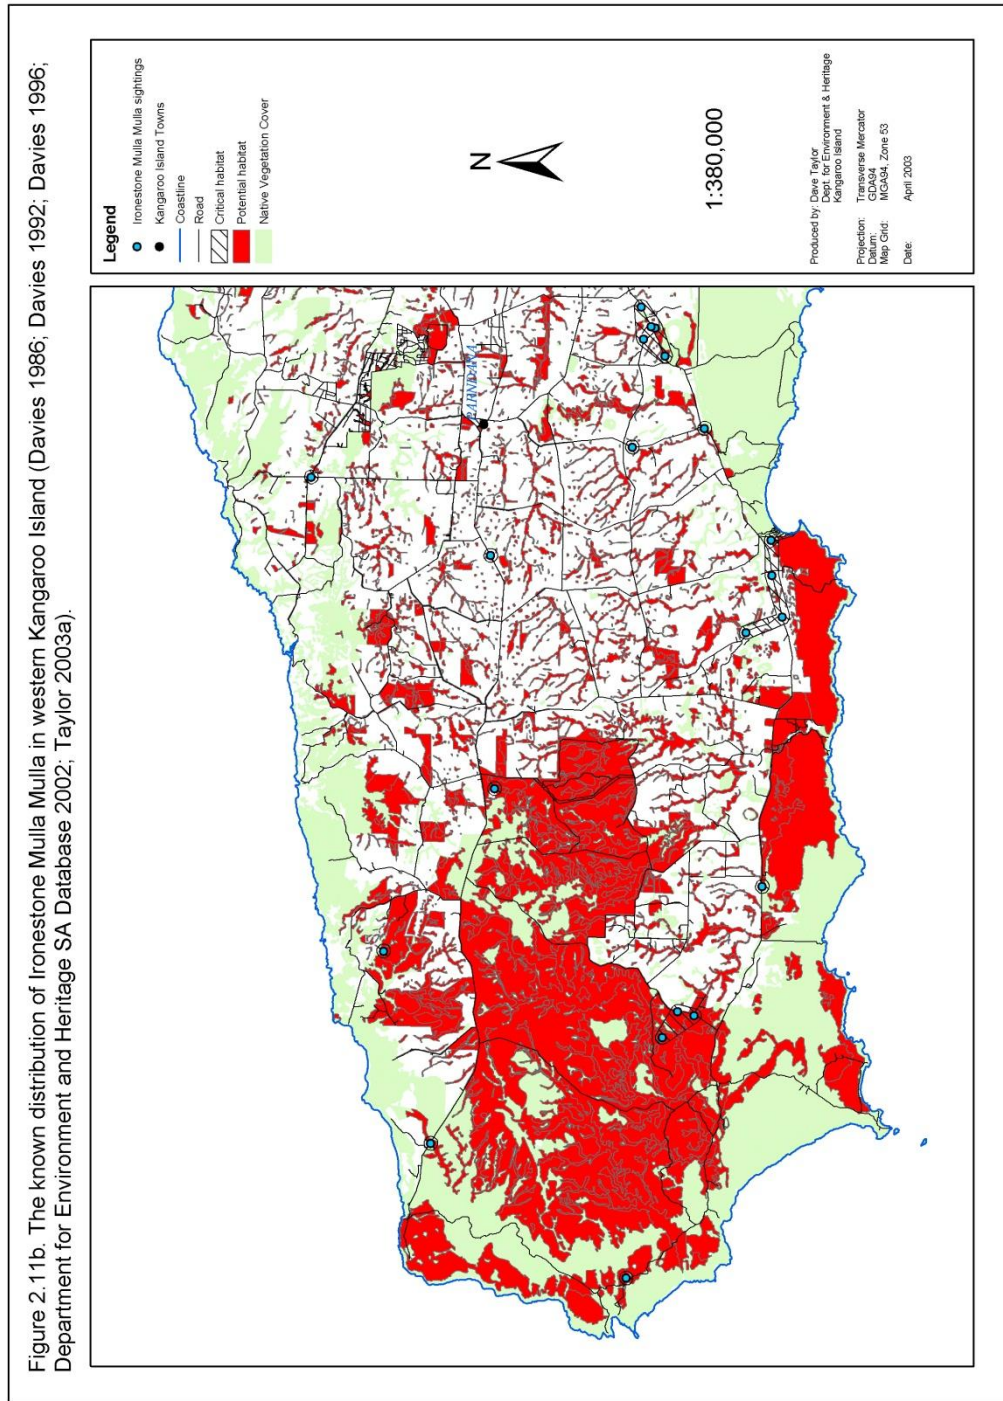 Figure 2.11b. The known distribution of Ironestone Mulla Mulla in western Kangaroo Island (Davies 1986; Davies 1992; Davies 1996;
Department for Environment and Heritage SA Database 2002; Taylor 2003a).
Legend
Ironestone Mulla sightings
Kangaroo Island Towns
Coastline
Road
Critical habitat
Potential habitat
Native Vegetation Cover
N
1:380,000
Produced by: Dave Taylor
Dept. for Environment & Heritage
Kangaroo Island
Projection: Transverse Mercator
Datum: GDA94
Map Grid: MGA94, Zone 53
Date: April 2003
PARNDANA